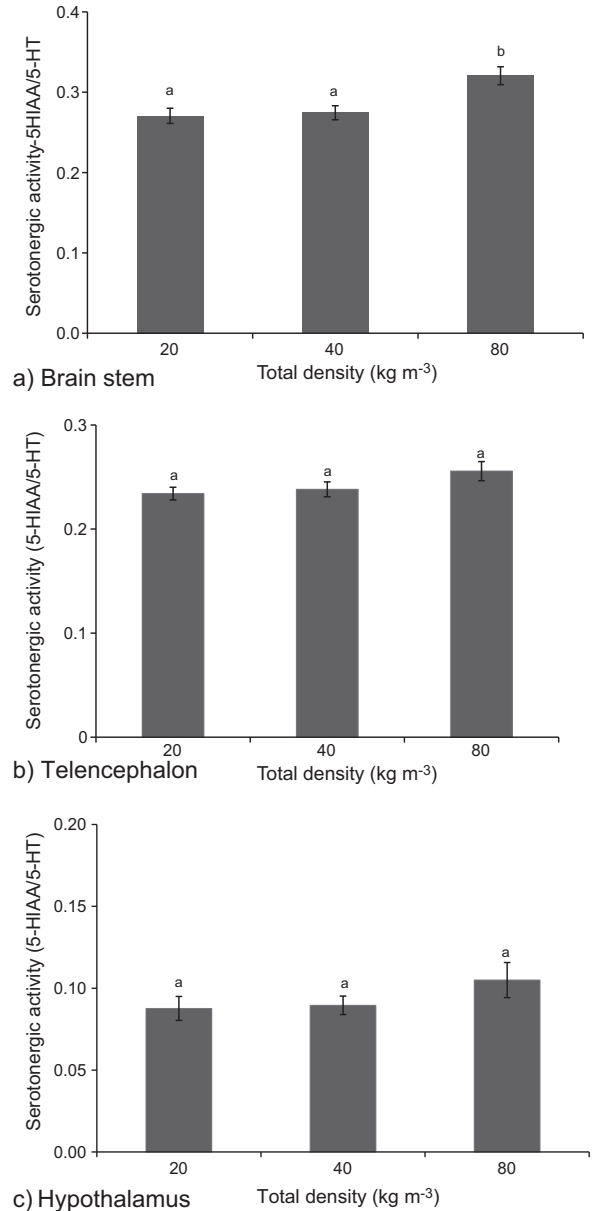 Serotonergic activity-5HIAA/5-HT
0.4
0.3
0.2
0.1
0.0
a
a
b
20
40
80
Total density (kg m-3)
a) Brain stem
Serotonergic activity (5-HIAA/5-HT)
0.3
0.2
0.1
0
a
a
a
20
40
80
Total density (kg m-3)
b) Telencephalon
Serotonergic activity (5-HIAA/5-HT)
0.20
0.15
0.10
0.05
0.00
a
a
a
20
40
80
Total density (kg m-3)
c) Hypothalamus